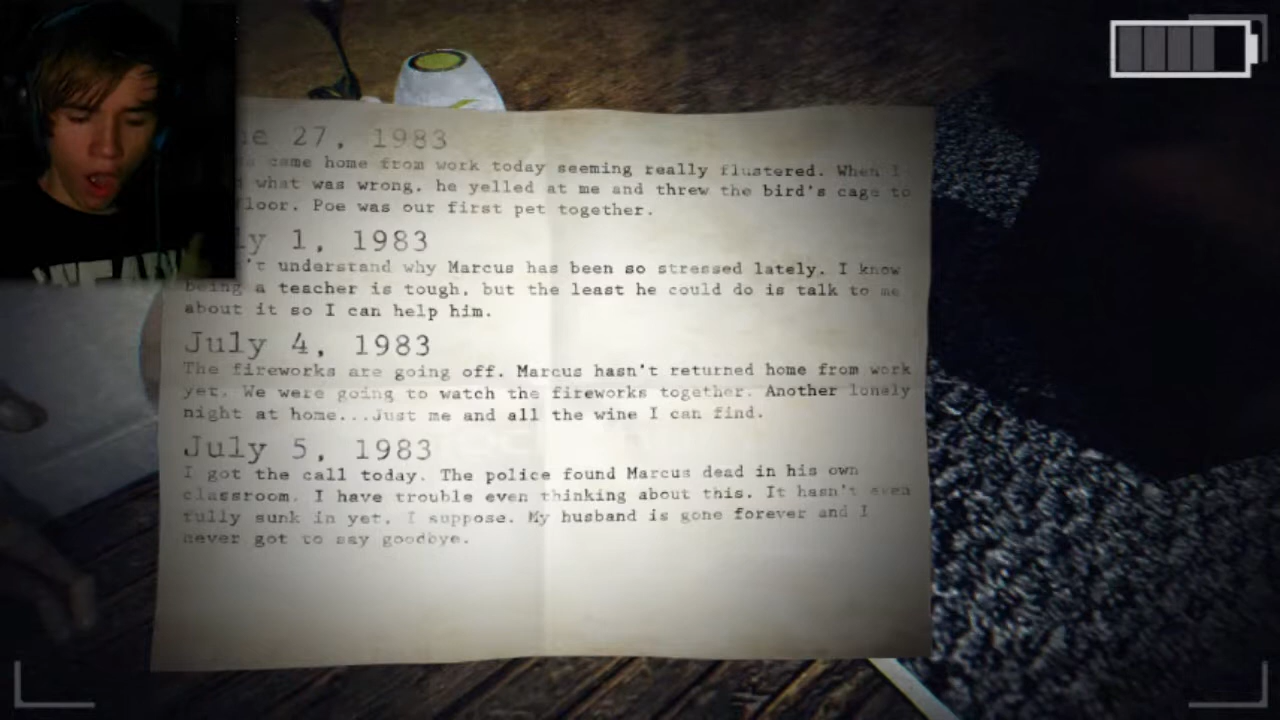 27, 1983
came home from work today seeming really flustered. When I
what was wrong, he yelled at me and threw the bird's cage to
floor. Poe was our first pet together.
1, 1983
understand why Marcus has been so stressed lately. I know
being a teacher is tough, but the least he could do is talk to me
about it so I can help him.
July 4, 1983
The fireworks are going off. Marcus hasn't returned home from work
yet. We were going to watch the fireworks together. Another lonely
night at home...Just me and all the wine I can find.
July 5, 1983
I got the call today. The police found Marcus dead in his own
classroom. I have trouble even thinking about this. It hasn't even
fully sunk in yet, I suppose. My husband is gone forever and I
never got to say goodbye.